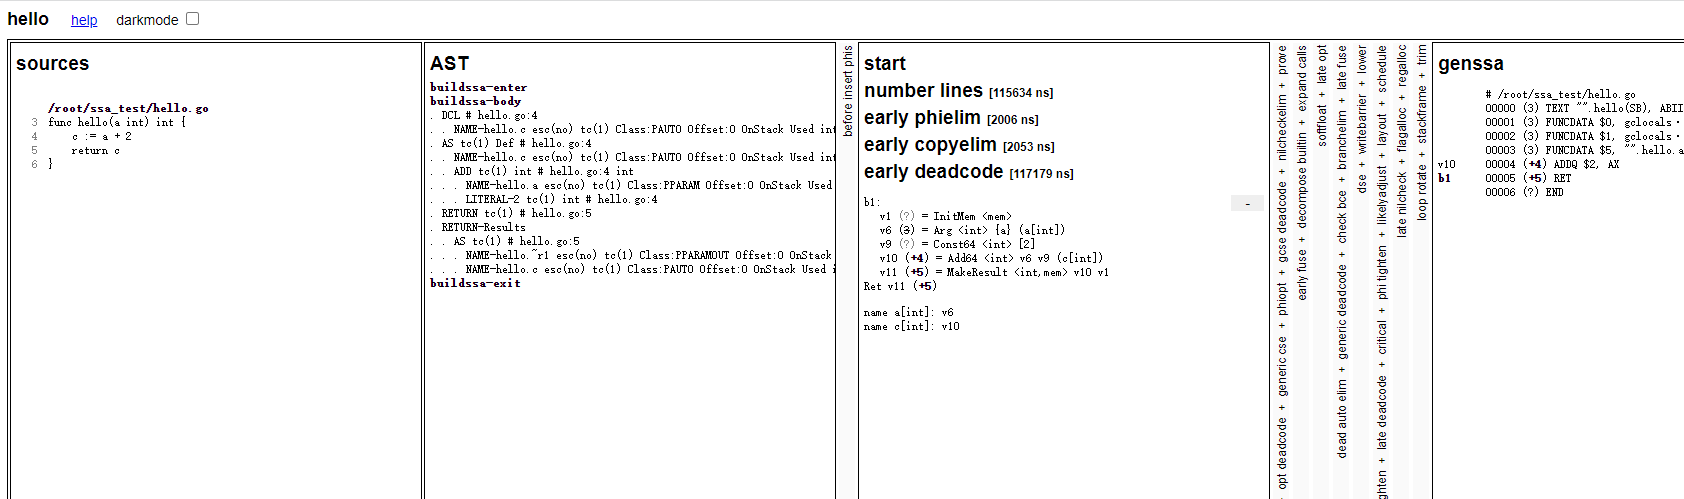 hello help darkmode
sources
/root/ssa_test/hello.go
3 func hello(a int) int {
4 c := a + 2
5 return c
6 }
AST
buildssa-enter
buildssa-body
. DCL # hello.go:4
. . NAME-hello.c esc(no) tc(1) Class:PAUTO Offset:0 OnStack Used int
. AS tc(1) Def # hello.go:4
. . NAME-hello.c esc(no) tc(1) Class:PAUTO Offset:0 OnStack Used int
. . ADD tc(1) int # hello.go:4 int
. . . NAME-hello.a esc(no) tc(1) Class:PPARAM Offset:0 OnStack Used
. . . LITERAL-2 tc(1) int # hello.go:4
. RETURN tc(1) # hello.go:5
. RETURN-Results
. . AS tc(1) # hello.go:5
. . . NAME-hello.~r1 esc(no) tc(1) Class:PPARAMOUT Offset:0 OnStack
. . . NAME-hello.c esc(no) tc(1) Class:PAUTO Offset:0 OnStack Used i
buildssa-exit
before insert phis
start
number lines [115634 ns]
early phielim [2006 ns]
early copyelim [2053 ns]
early deadcode [117179 ns]
-
b1:
v1 (?) = InitMem <mem>
v6 (3) = Arg <int> {a} (a[int])
v9 (?) = Const64 <int> [2]
v10 (+4) = Add64 <int> v6 v9 (c[int])
v11 (+5) = MakeResult <int,mem> v10 v1
Ret v11 (+5)
name a[int]: v6
name c[int]: v10
opt deadcode + generic cse + phiopt + gcse deadcode + nilcheckelim + prove
early fuse + decompose builtin + expand calls
softfloat + late opt
dead auto elim + generic deadcode + check bce + branchelim + late fuse
dse + writebarrier + lower
ghten + late deadcode + critical + phi tighten + likelyadjust + layout + schedule
late nilcheck + flagalloc + regalloc
loop rotate + stackframe + trim
genssa
# /root/ssa_test/hello.go
00000 (3) TEXT "".hello(SB), ABII
00001 (3) FUNCDATA $0, gclocals·
00002 (3) FUNCDATA $1, gclocals·
00003 (3) FUNCDATA $5, "".hello.a
v10 00004 (+4) ADDQ $2, AX
b1 00005 (+5) RET
00006 (?) END